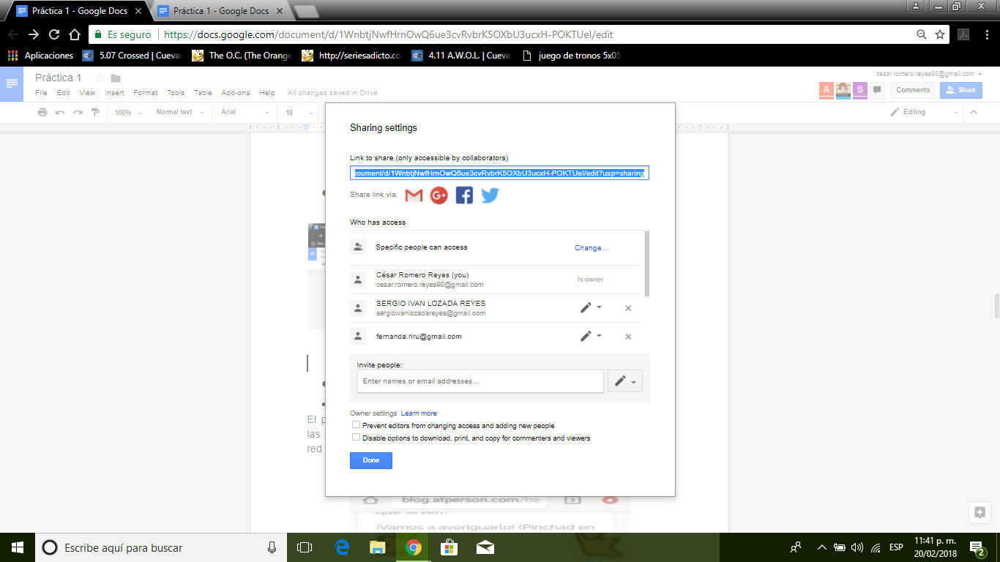 Práctica 1 - Google Docs
Práctica 1 - Google Docs
Es seguro
https://docs.google.com/document/d/1WnbtjNwfHrnOwQ6ue3cvRvbrK5OXbU3ucxH-POKTUeI/edit
Aplicaciones
5.07 Crossed | Cueva
The O.C. (The Orange
http://seriesadicto.co
4.11 A.W.O.L. | Cueva
juego de tronos 5x05
Práctica 1
cesar.romero.reyes98@gmail.com
File Edit View Insert Format Tools Table Add-ons Help All changes saved in Drive
A S Comments Share
100% Normal text Arial 18 Editing
1 7
Sharing settings
Link to share (only accessible by collaborators)
ocument/d/1WnbtjNwfHrnOwQ6ue3cvRvbrK5OXbU3ucxH-POKTUeI/edit?usp=sharing
Share link via:
Who has access
Specific people can access Change...
César Romero Reyes (you)
cesar.romero.reyes98@gmail.com
Is owner
SERGIO IVAN LOZADA REYES
sergioivanlozadareyes@gmail.com
fernanda.riru@gmail.com
Invite people:
Enter names or email addresses...
Owner settings Learn more
Prevent editors from changing access and adding new people
Disable options to download, print, and copy for commenters and viewers
Done
El p
las
red
blog.atperson.com/he
que sirven?
¡Vamos a averiguarlo! (Pinchad en
Escribe aquí para buscar
ESP
11:41 p. m.
20/02/2018
2